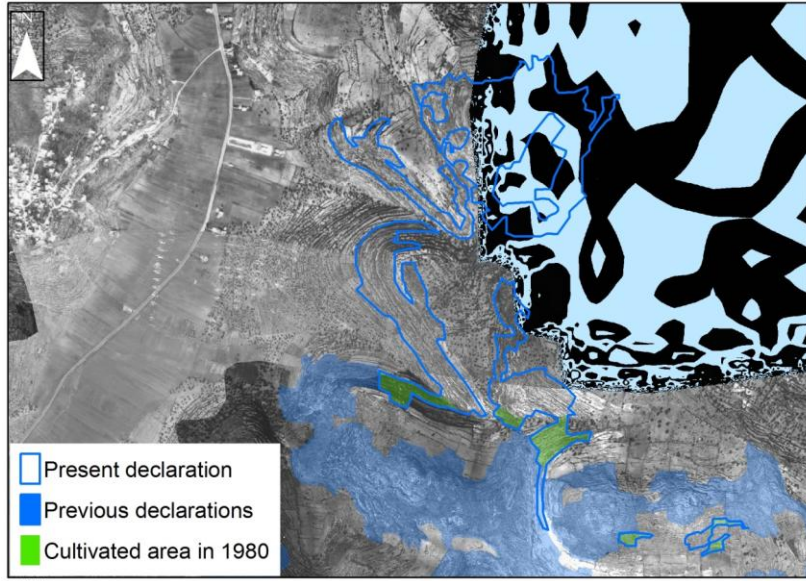 N
Present declaration
Previous declarations
Cultivated area in 1980